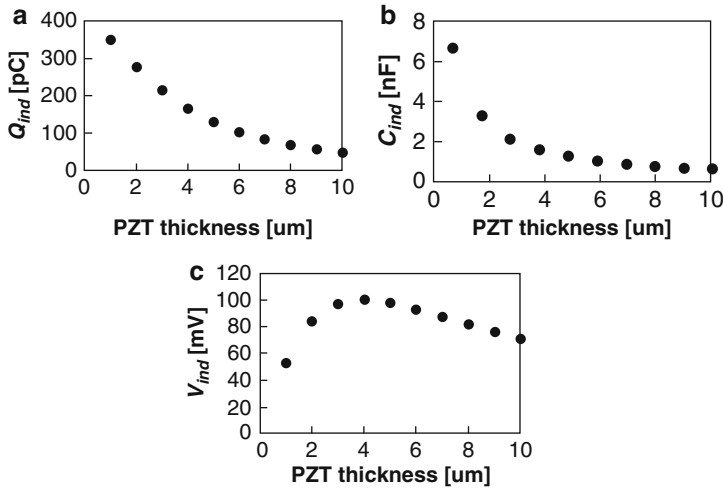 a
400
300
200
100
0
Q_ind [pC]
0 2 4 6 8 10
PZT thickness [um]
b
8
6
4
2
0
C_ind [nF]
0 2 4 6 8 10
PZT thickness [um]
c
120
100
80
60
40
20
0
V_ind [mV]
0 2 4 6 8 10
PZT thickness [um]